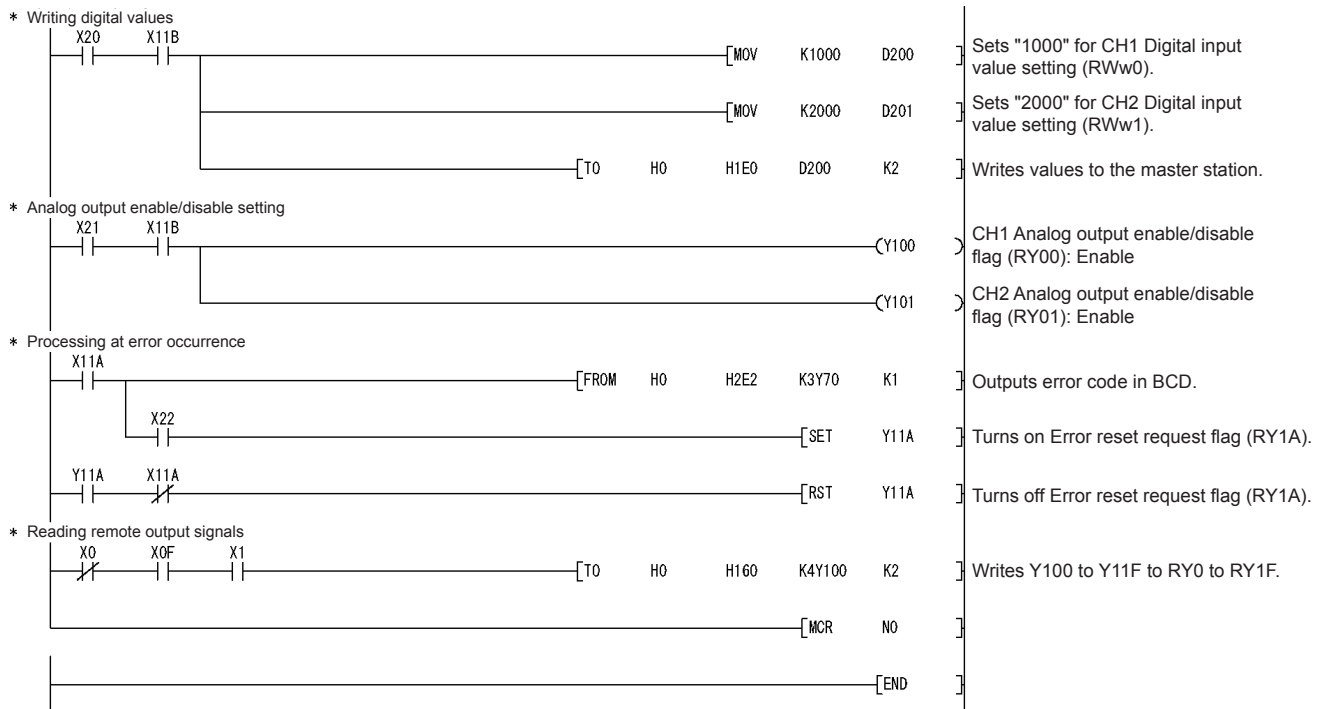 * Writing digital values
X20 X11B
[MOV K1000 D200 ]
Sets "1000" for CH1 Digital input
value setting (RWw0).
[MOV K2000 D201 ]
Sets "2000" for CH2 Digital input
value setting (RWw1).
[TO H0 H1E0 D200 K2 ]
Writes values to the master station.
* Analog output enable/disable setting
X21 X11B
(Y100 )
CH1 Analog output enable/disable
flag (RY00): Enable
(Y101 )
CH2 Analog output enable/disable
flag (RY01): Enable
* Processing at error occurrence
X11A
[FROM H0 H2E2 K3Y70 K1 ]
Outputs error code in BCD.
X22
[SET Y11A ]
Turns on Error reset request flag (RY1A).
Y11A X11A
[RST Y11A ]
Turns off Error reset request flag (RY1A).
* Reading remote output signals
X0 X0F X1
[TO H0 H160 K4Y100 K2 ]
Writes Y100 to Y11F to RY0 to RY1F.
[MCR N0 ]
[END ]